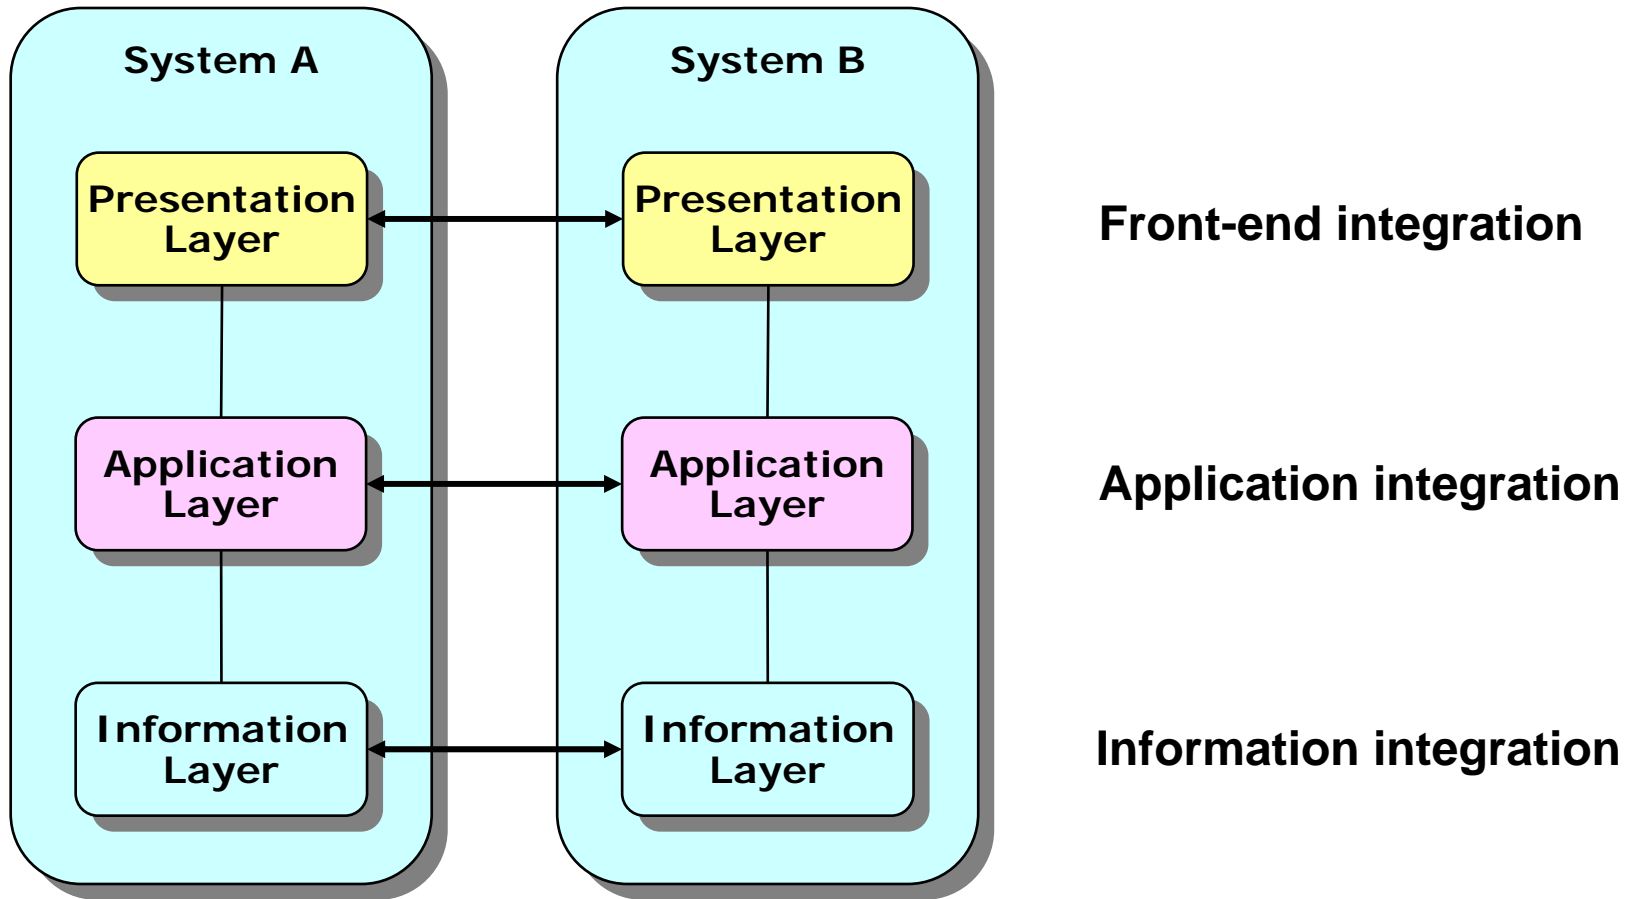 System A
System B
Presentation
Layer
Presentation
Layer
Front-end integration
Application
Layer
Application
Layer
Application integration
Information
Layer
Information
Layer
Information integration